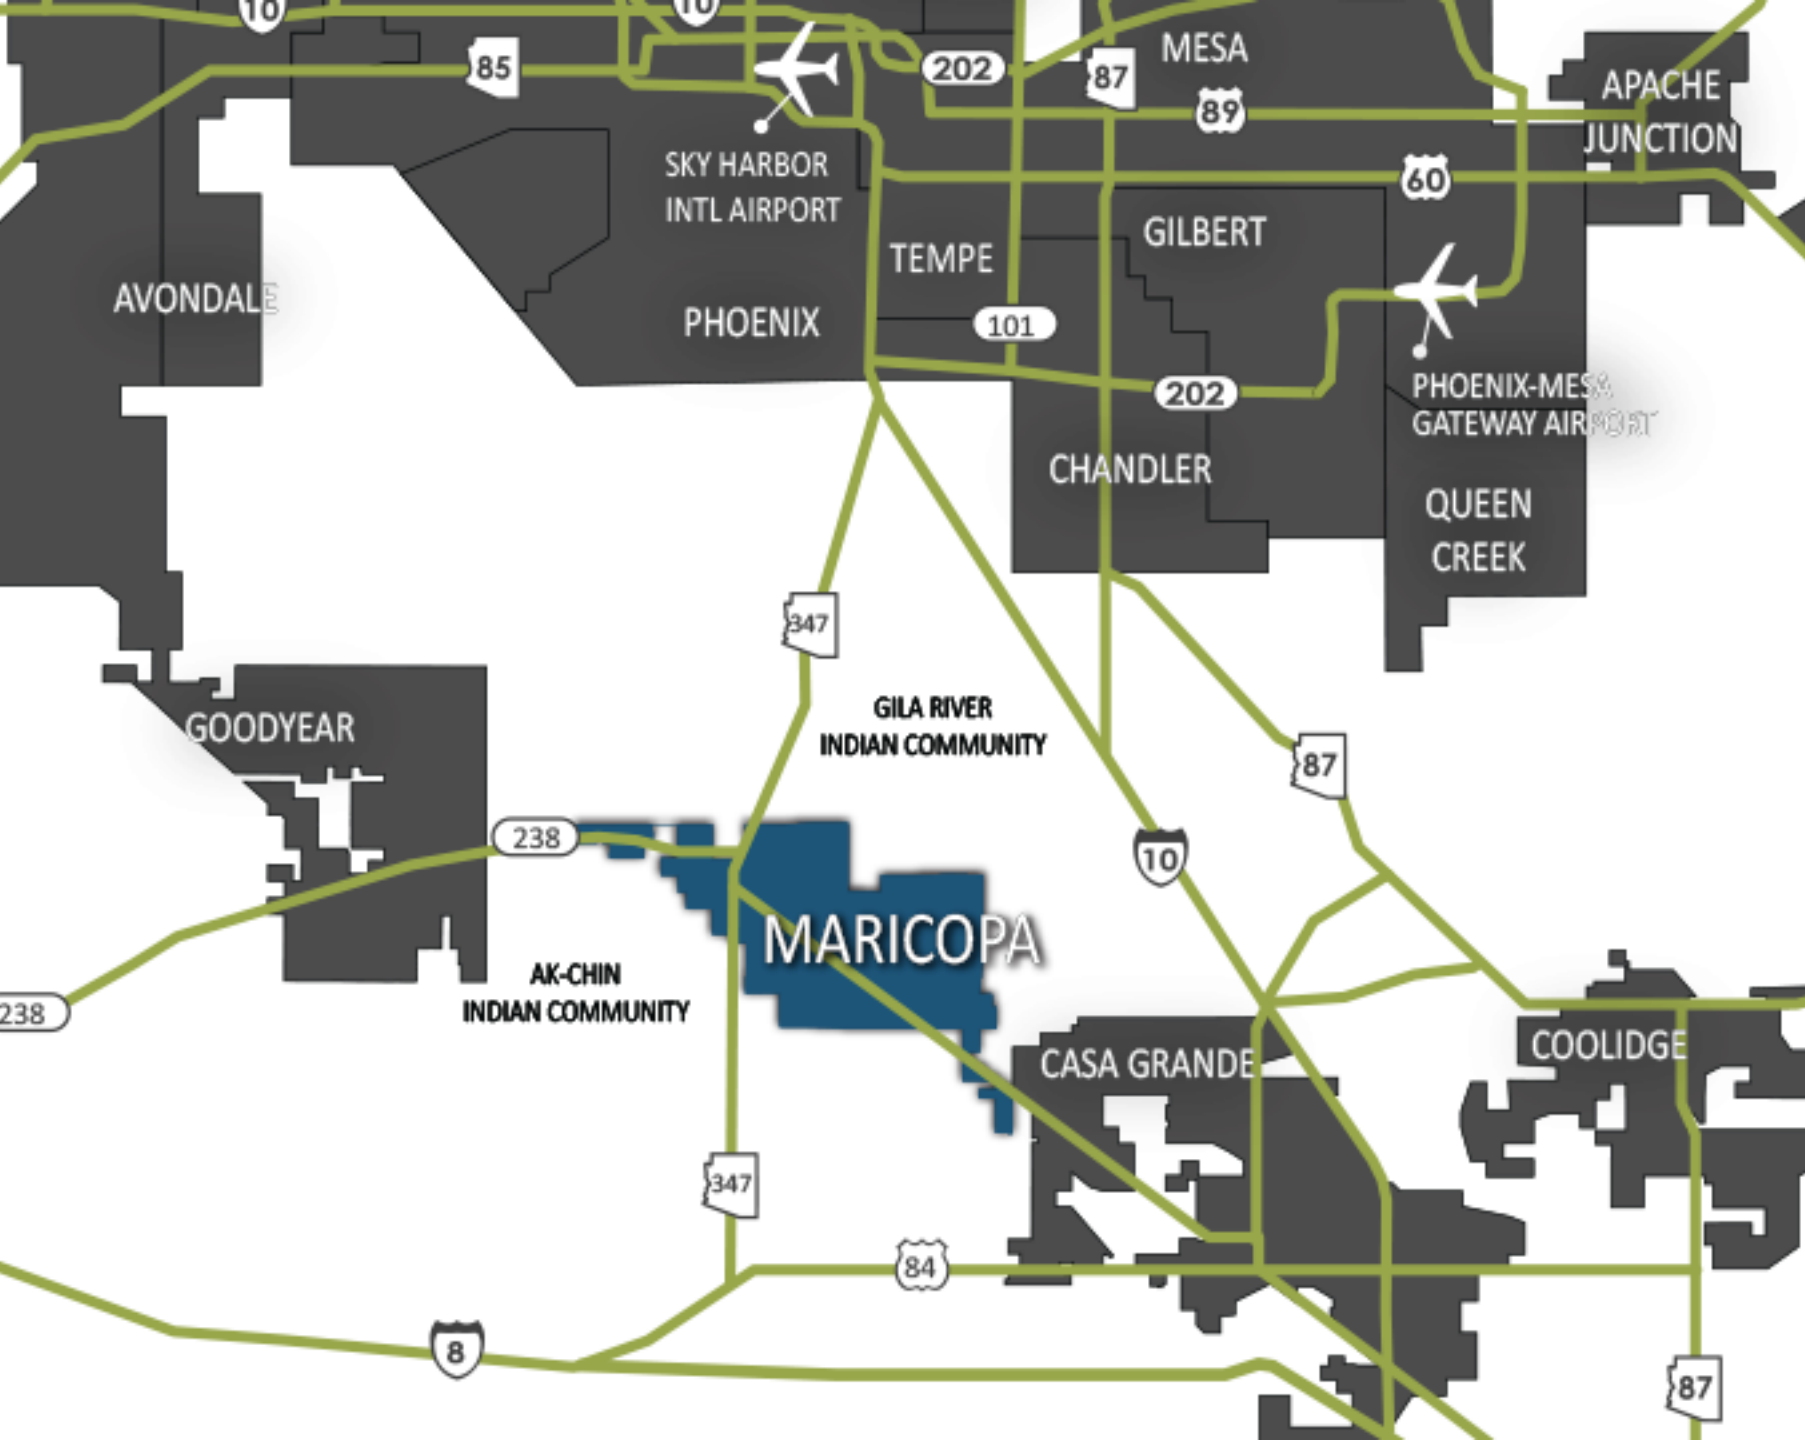 10
10
85
202
87
MESA
89
APACHE
JUNCTION
SKY HARBOR
INTL AIRPORT
60
GILBERT
TEMPE
AVONDALE
PHOENIX
101
202
PHOENIX-MESA
GATEWAY AIRPORT
CHANDLER
QUEEN
CREEK
347
GILA RIVER
INDIAN COMMUNITY
GOODYEAR
87
238
10
MARICOPA
AK-CHIN
INDIAN COMMUNITY
238
CASA GRANDE
COOLIDGE
347
84
8
87